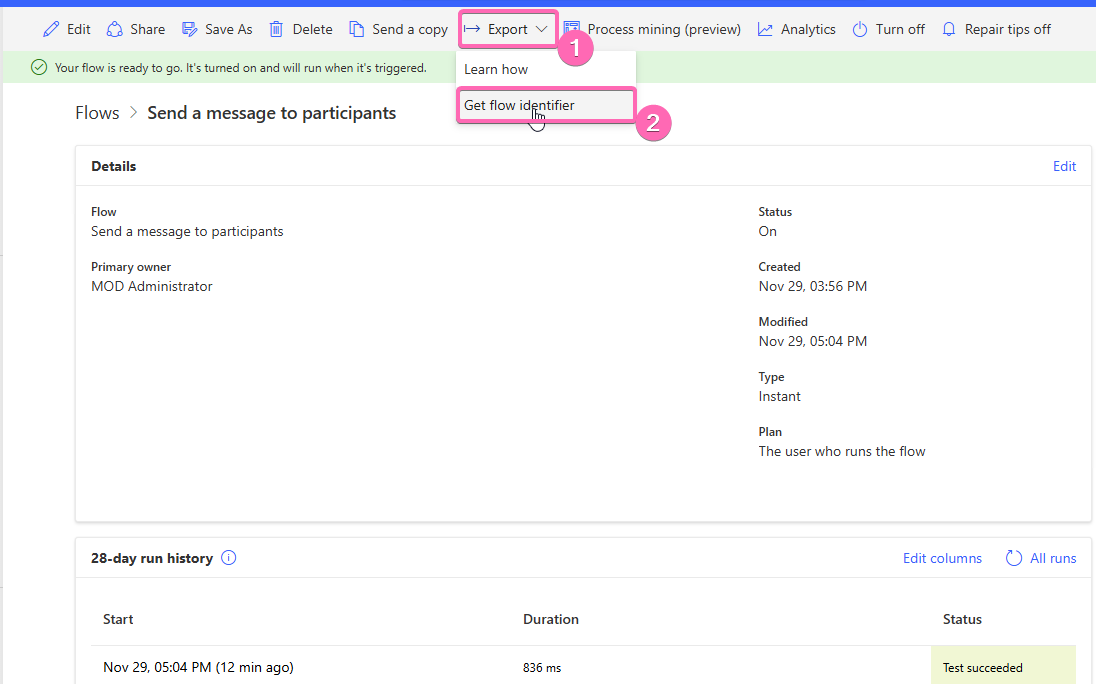 Edit Share Save As Delete Send a copy Export Process mining (preview) Analytics Turn off Repair tips off
1
Your flow is ready to go. It's turned on and will run when it's triggered.
Learn how
Get flow identifier
2
Flows > Send a message to participants
Details Edit
Flow
Send a message to participants
Primary owner
MOD Administrator
Status
On
Created
Nov 29, 03:56 PM
Modified
Nov 29, 05:04 PM
Type
Instant
Plan
The user who runs the flow
28-day run history Edit columns All runs
Start Duration Status
Nov 29, 05:04 PM (12 min ago) 836 ms Test succeeded